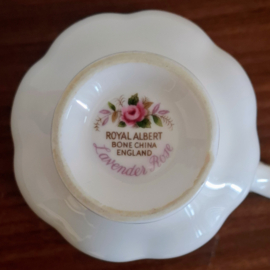 ROYAL ALBERT
BONE CHINA
ENGLAND
Lavender Rose